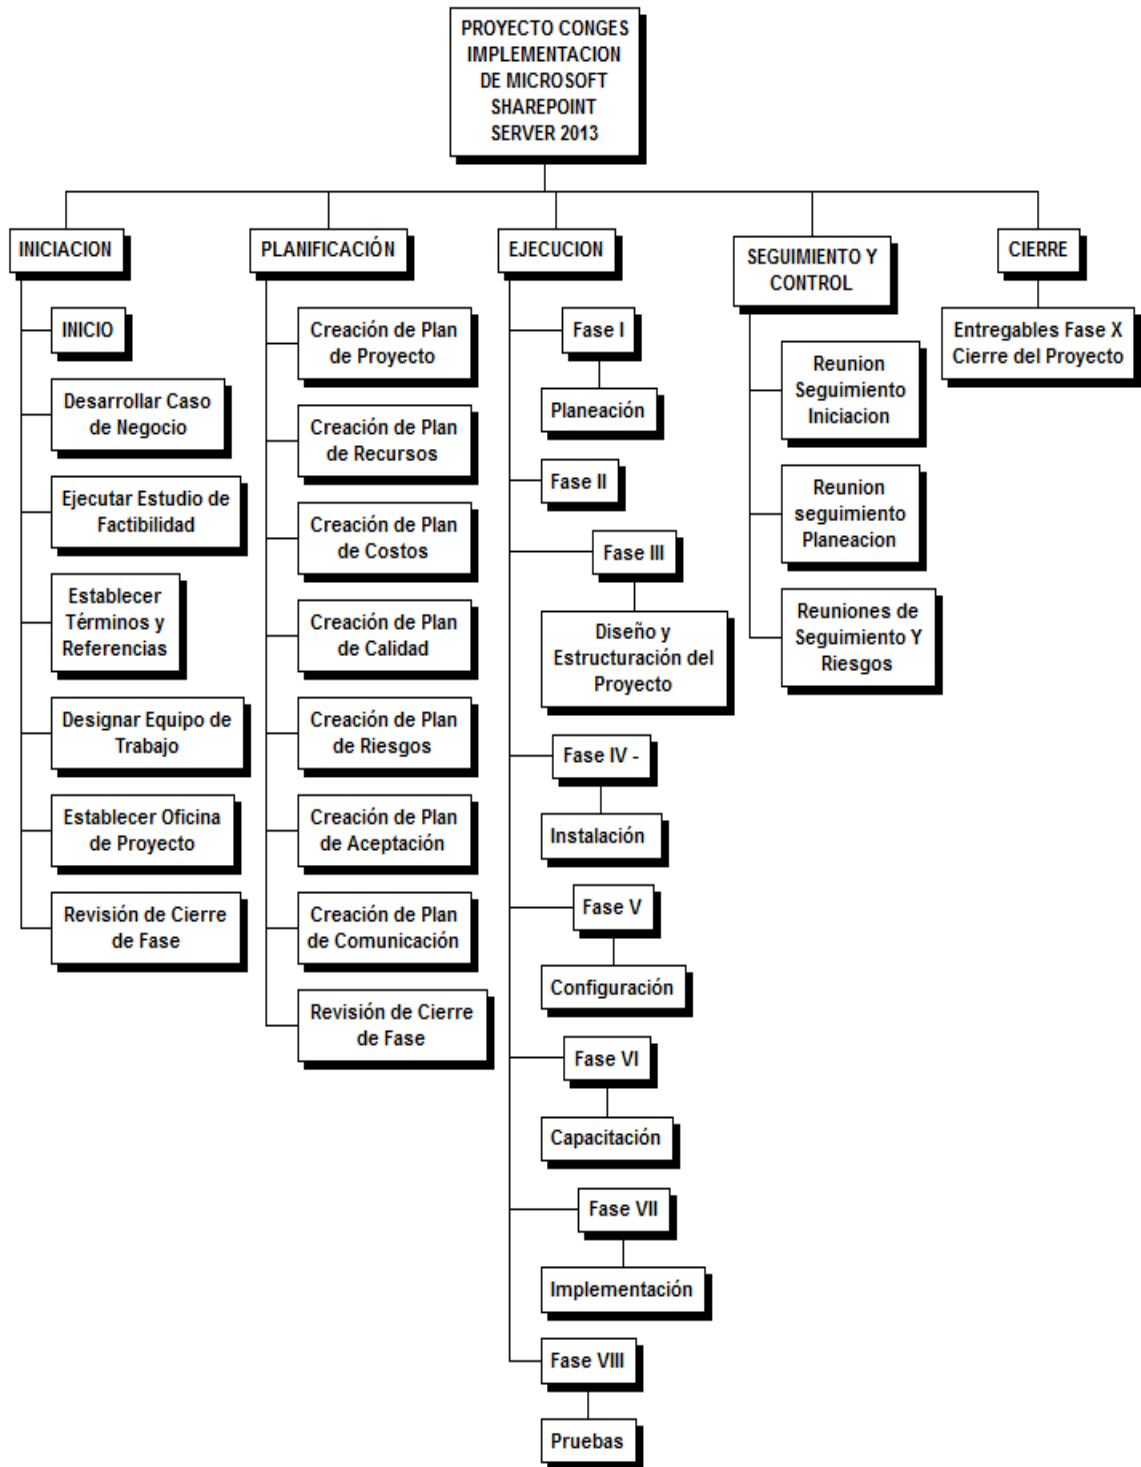 PROYECTO CONGES
IMPLEMENTACION
DE MICROSOFT
SHAREPOINT
SERVER 2013
INICIACION
INICIO
Desarrollar Caso
de Negocio
Ejecutar Estudio de
Factibilidad
Establecer
Términos y
Referencias
Designar Equipo de
Trabajo
Establecer Oficina
de Proyecto
Revisión de Cierre
de Fase
PLANIFICACIÓN
Creación de Plan
de Proyecto
Creación de Plan
de Recursos
Creación de Plan
de Costos
Creación de Plan
de Calidad
Creación de Plan
de Riesgos
Creación de Plan
de Aceptación
Creación de Plan
de Comunicación
Revisión de Cierre
de Fase
EJECUCION
Fase I
Planeación
Fase II
Fase III
Diseño y
Estructuración del
Proyecto
Fase IV -
Instalación
Fase V
Configuración
Fase VI
Capacitación
Fase VII
Implementación
Fase VIII
Pruebas
SEGUIMIENTO Y
CONTROL
Reunion
Seguimiento
Iniciacion
Reunion
seguimiento
Planeacion
Reuniones de
Seguimiento Y
Riesgos
CIERRE
Entregables Fase X
Cierre del Proyecto